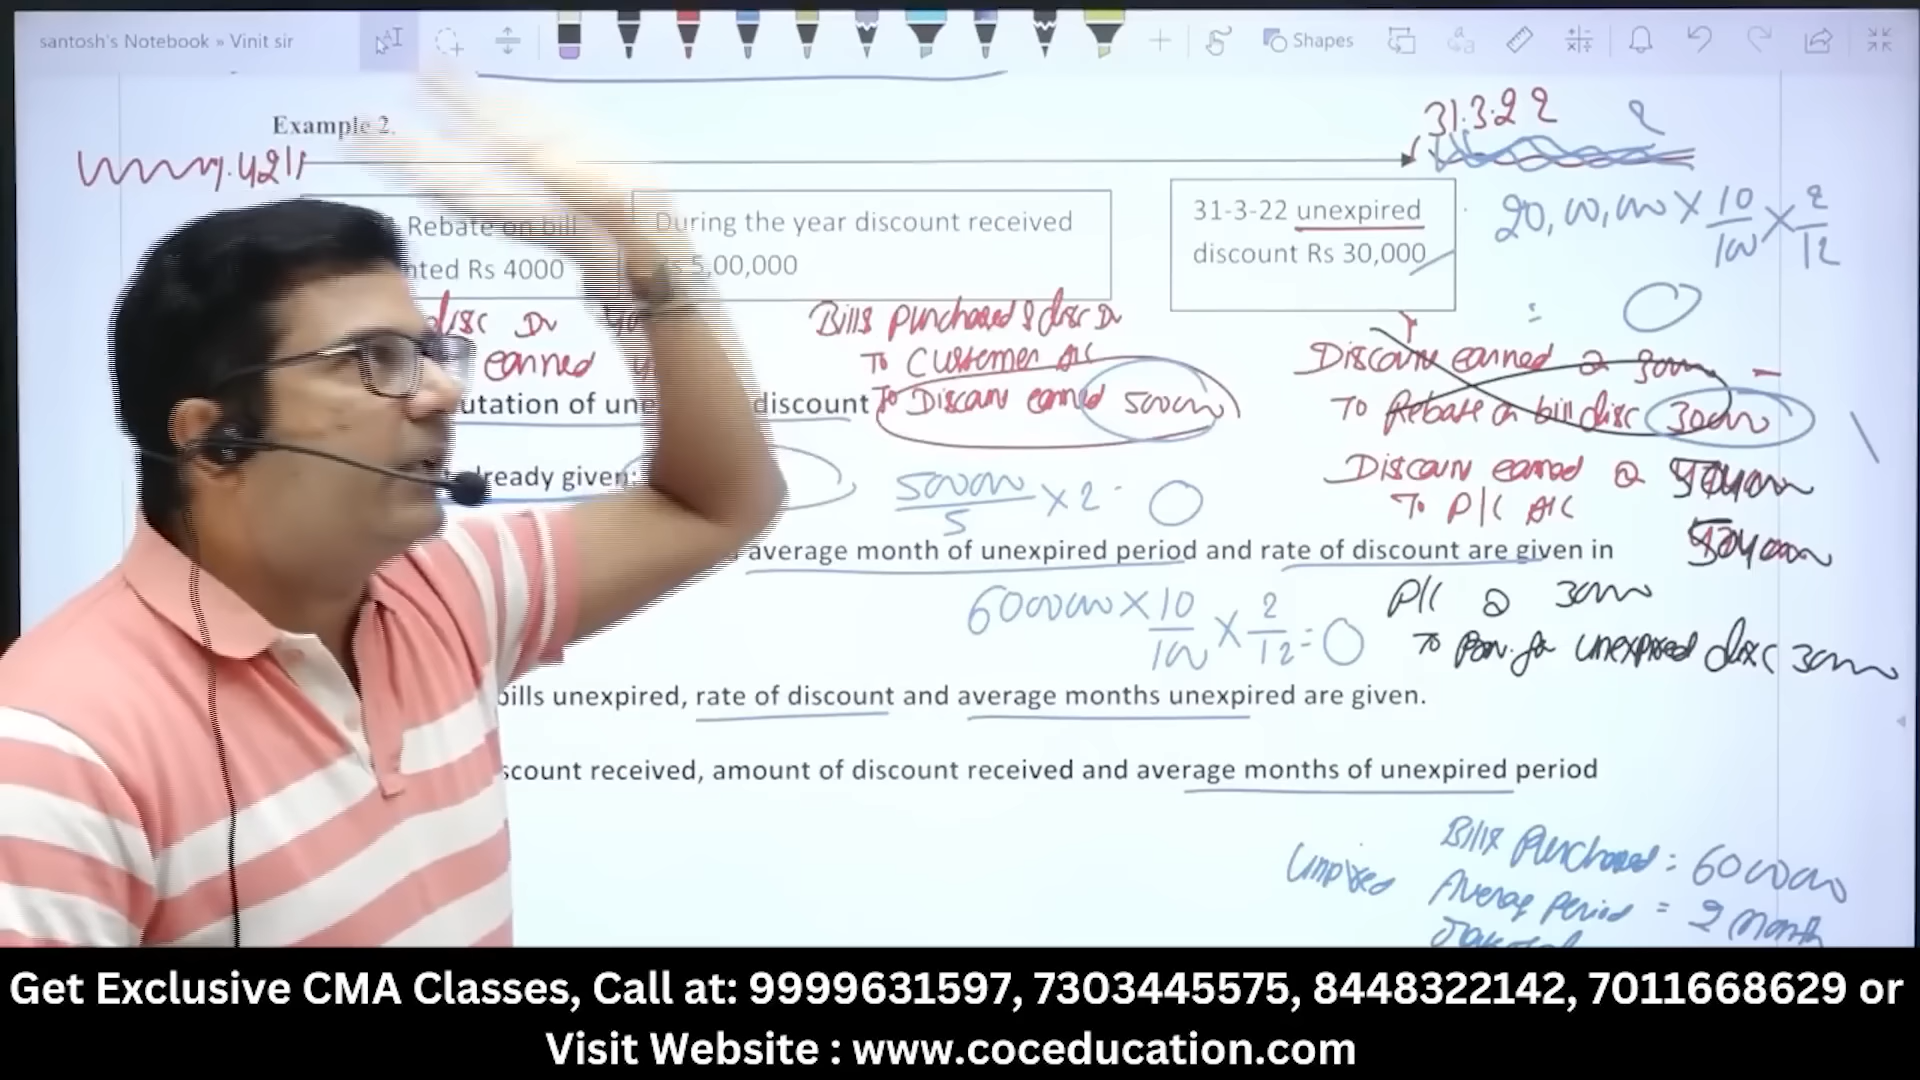 santosh's Notebook » Vinit sir
Shapes
Example 2.
31.3.22
Rebate on bill
nted Rs 4000
During the year discount received
Rs 5,00,000
31-3-22 unexpired
discount Rs 30,000
20,00,000 X 10/100 X 2/12
=
disc Dr
earned
Bills purchased & disc Dr
To Customer A/C
To Discount earned 500000
Discount earned
To Rebate on bill disc 30000
utation of une discount
Discount earned
To P/L A/C
ready given:
500000/5 X 2
average month of unexpired period and rate of discount are given in
534000
6000000 X 10/100 X 2/12 =
P/L 30000
To Prov. for unexpired disc 30000
bills unexpired, rate of discount and average months unexpired are given.
scount received, amount of discount received and average months of unexpired period
Bills Purchased = 6000000
Average period = 2 month
Get Exclusive CMA Classes, Call at: 9999631597, 7303445575, 8448322142, 7011668629 or
Visit Website : www.coceducation.com